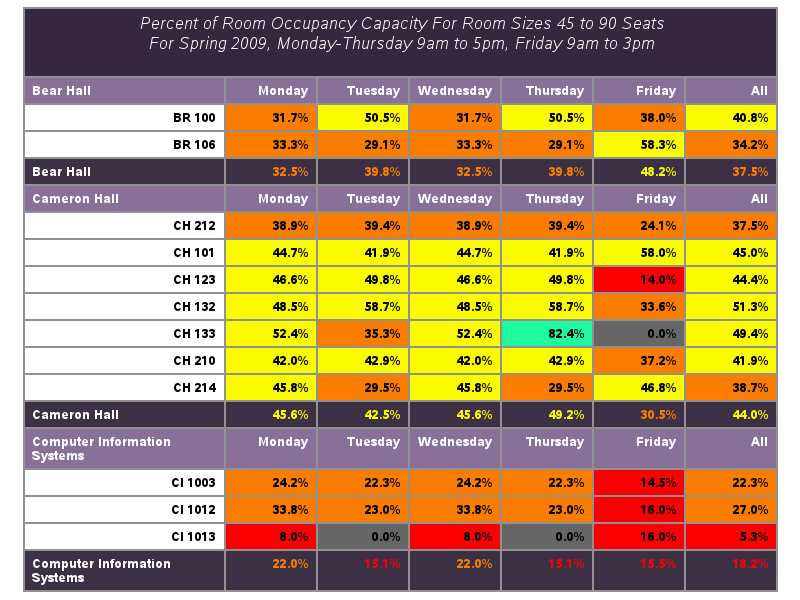 Percent of Room Occupancy Capacity For Room Sizes 45 to 90 Seats
For Spring 2009, Monday-Thursday 9am to 5pm, Friday 9am to 3pm
Bear Hall Monday Tuesday Wednesday Thursday Friday All
BR 100 31.7% 50.5% 31.7% 50.5% 38.0% 40.8%
BR 106 33.3% 29.1% 33.3% 29.1% 58.3% 34.2%
Bear Hall 32.5% 39.8% 32.5% 39.8% 48.2% 37.5%
Cameron Hall Monday Tuesday Wednesday Thursday Friday All
CH 212 38.9% 39.4% 38.9% 39.4% 24.1% 37.5%
CH 101 44.7% 41.9% 44.7% 41.9% 58.0% 45.0%
CH 123 46.6% 49.8% 46.6% 49.8% 14.0% 44.4%
CH 132 48.5% 58.7% 48.5% 58.7% 33.6% 51.3%
CH 133 52.4% 35.3% 52.4% 82.4% 0.0% 49.4%
CH 210 42.0% 42.9% 42.0% 42.9% 37.2% 41.9%
CH 214 45.8% 29.5% 45.8% 29.5% 46.8% 38.7%
Cameron Hall 45.6% 42.5% 45.6% 49.2% 30.5% 44.0%
Computer Information Monday Tuesday Wednesday Thursday Friday All
Systems
CI 1003 24.2% 22.3% 24.2% 22.3% 14.5% 22.3%
CI 1012 33.8% 23.0% 33.8% 23.0% 16.0% 27.0%
CI 1013 8.0% 0.0% 8.0% 0.0% 16.0% 5.3%
Computer Information 22.0% 15.1% 22.0% 15.1% 15.5% 18.2%
Systems